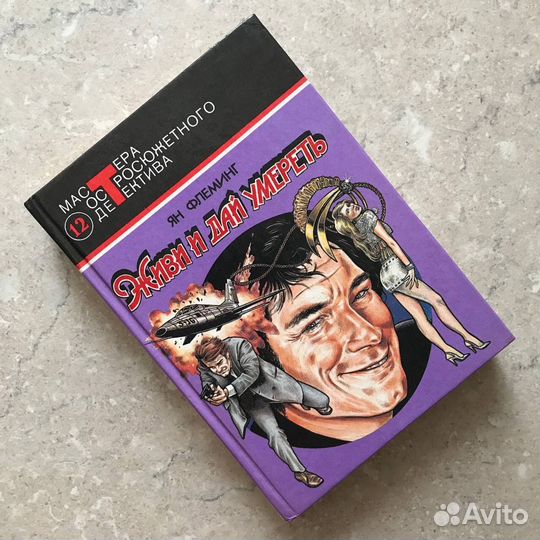 МАСТЕРА
ОСТРОСЮЖЕТНОГО
ДЕТЕКТИВА
12
ЯН ФЛЕМИНГ
ЖИВИ И ДАЙ УМЕРЕТЬ
Avito